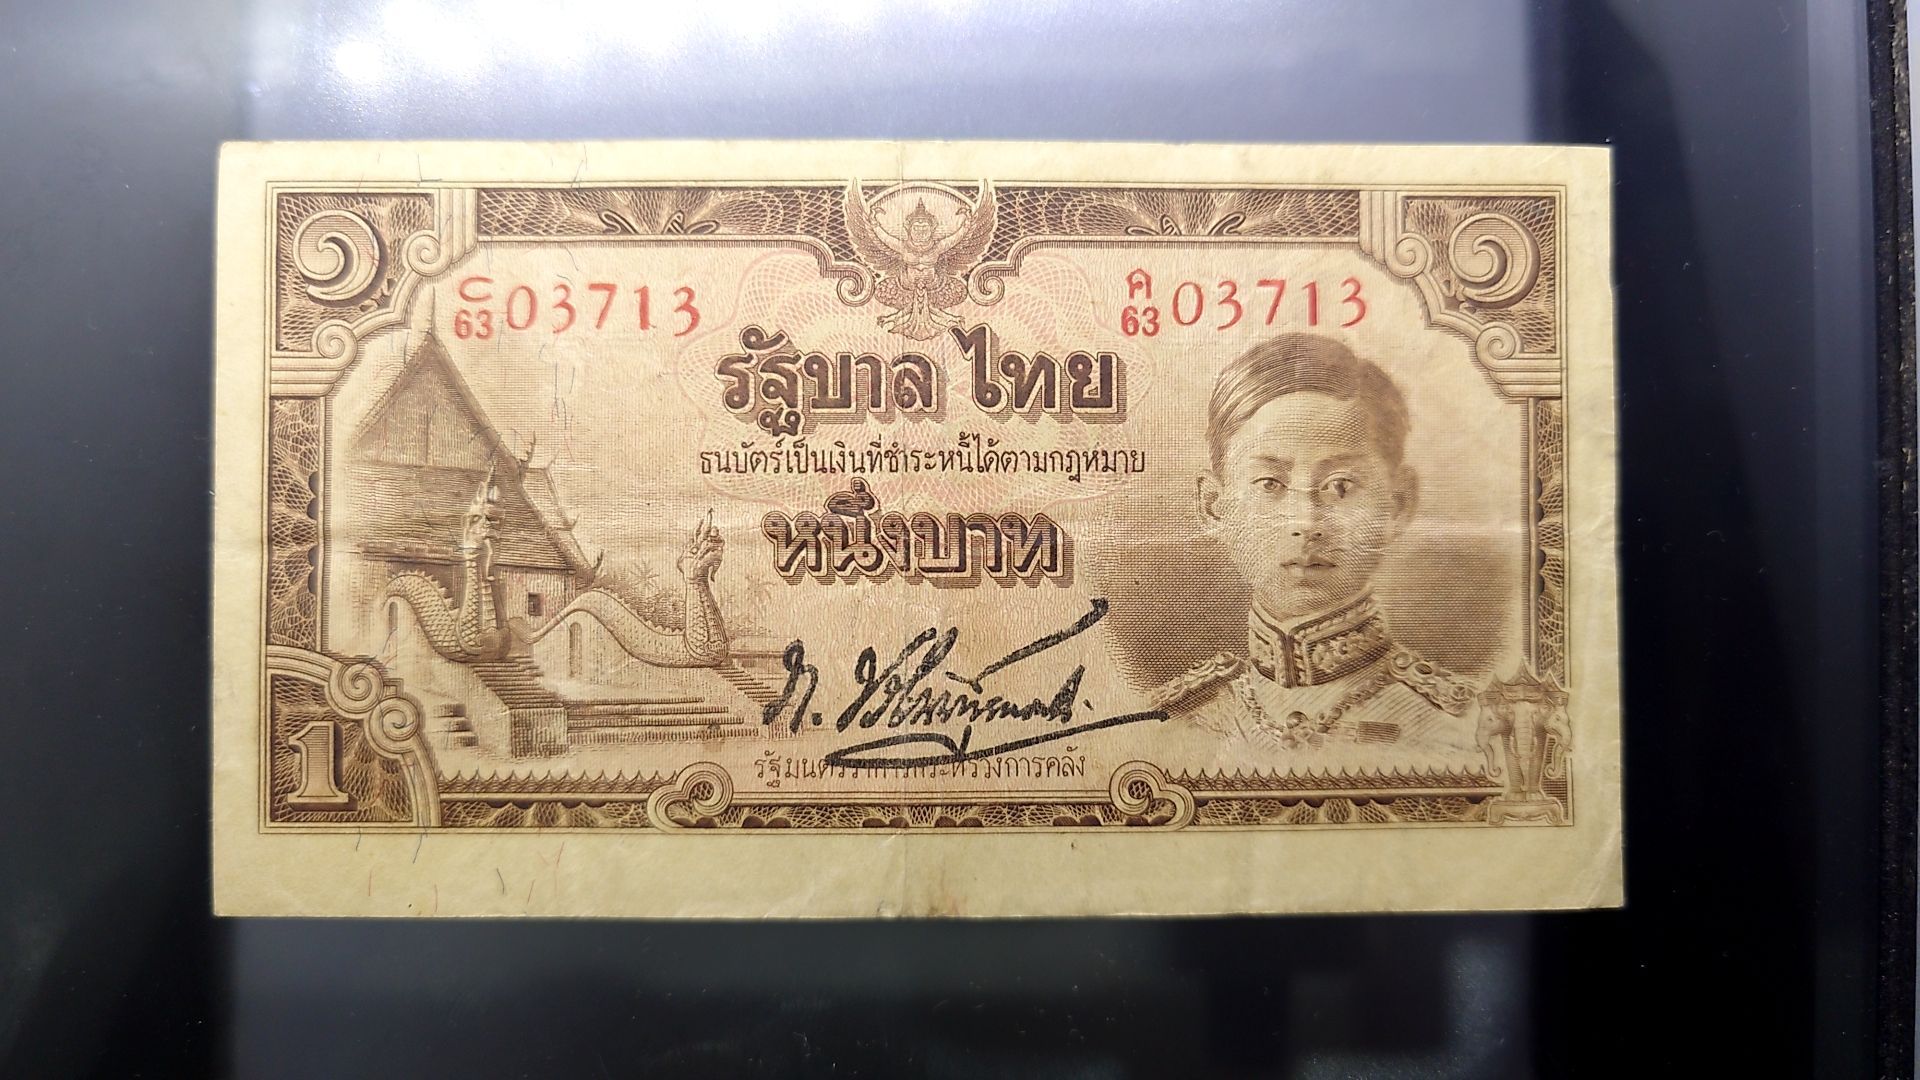 ๑ ๑
C/63 03713 ค/63 03713
รัฐบาลไทย
ธนบัตร์เป็นเงินที่ชำระหนี้ได้ตามกฎหมาย
หนึ่งบาท
รัฐมนตรีว่าการกระทรวงการคลัง
1